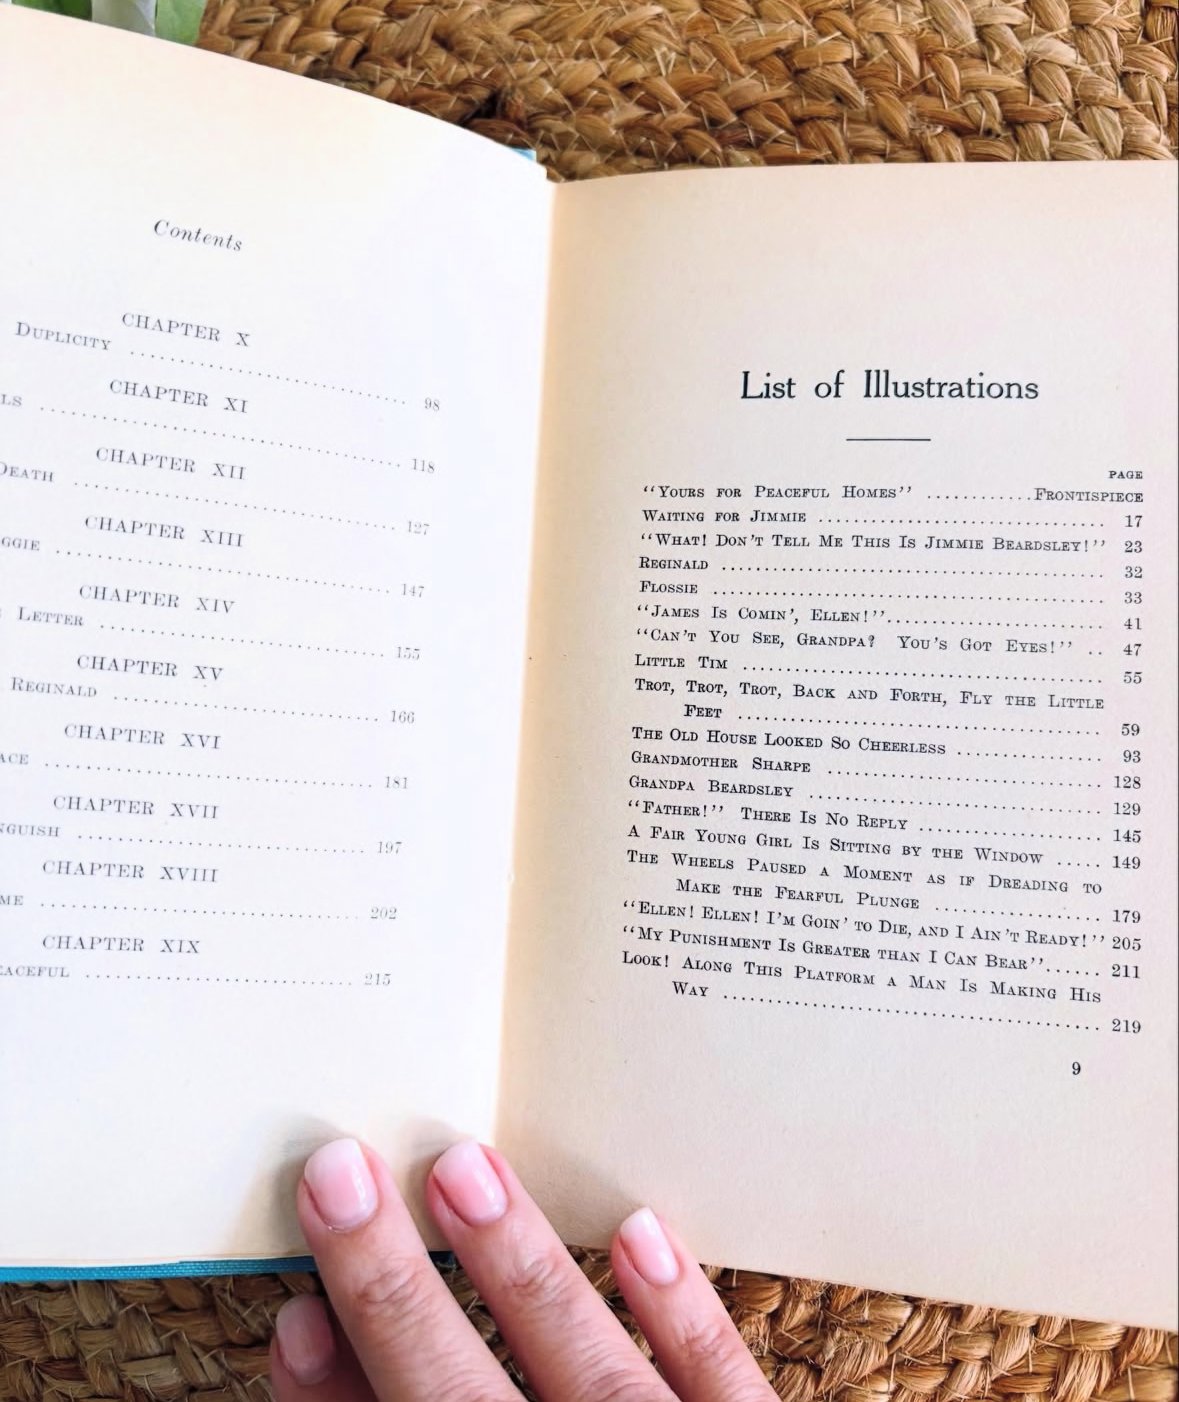 Contents
CHAPTER X
DUPLICITY .......................... 98
CHAPTER XI
.......................... 118
CHAPTER XII
DEATH .......................... 127
CHAPTER XIII
.......................... 147
CHAPTER XIV
LETTER .......................... 155
CHAPTER XV
REGINALD .......................... 166
CHAPTER XVI
.......................... 181
CHAPTER XVII
.......................... 197
CHAPTER XVIII
.......................... 202
CHAPTER XIX
.......................... 215
List of Illustrations
PAGE
"YOURS FOR PEACEFUL HOMES" ............FRONTISPIECE
WAITING FOR JIMMIE .......................... 17
"WHAT! DON'T TELL ME THIS IS JIMMIE BEARDSLEY!" 23
REGINALD .......................... 32
FLOSSIE .......................... 33
"JAMES IS COMIN', ELLEN!".......................... 41
"CAN'T YOU SEE, GRANDPA? YOU'S GOT EYES!" .. 47
LITTLE TIM .......................... 55
TROT, TROT, TROT, BACK AND FORTH, FLY THE LITTLE
FEET .......................... 59
THE OLD HOUSE LOOKED SO CHEERLESS .............. 93
GRANDMOTHER SHARPE .......................... 128
GRANDPA BEARDSLEY .......................... 129
"FATHER!" THERE IS NO REPLY .................. 145
A FAIR YOUNG GIRL IS SITTING BY THE WINDOW ..... 149
THE WHEELS PAUSED A MOMENT AS IF DREADING TO
MAKE THE FEARFUL PLUNGE ................ 179
"ELLEN! ELLEN! I'M GOIN' TO DIE, AND I AIN'T READY!" 205
"MY PUNISHMENT IS GREATER THAN I CAN BEAR"...... 211
LOOK! ALONG THIS PLATFORM A MAN IS MAKING HIS
WAY .......................... 219
9